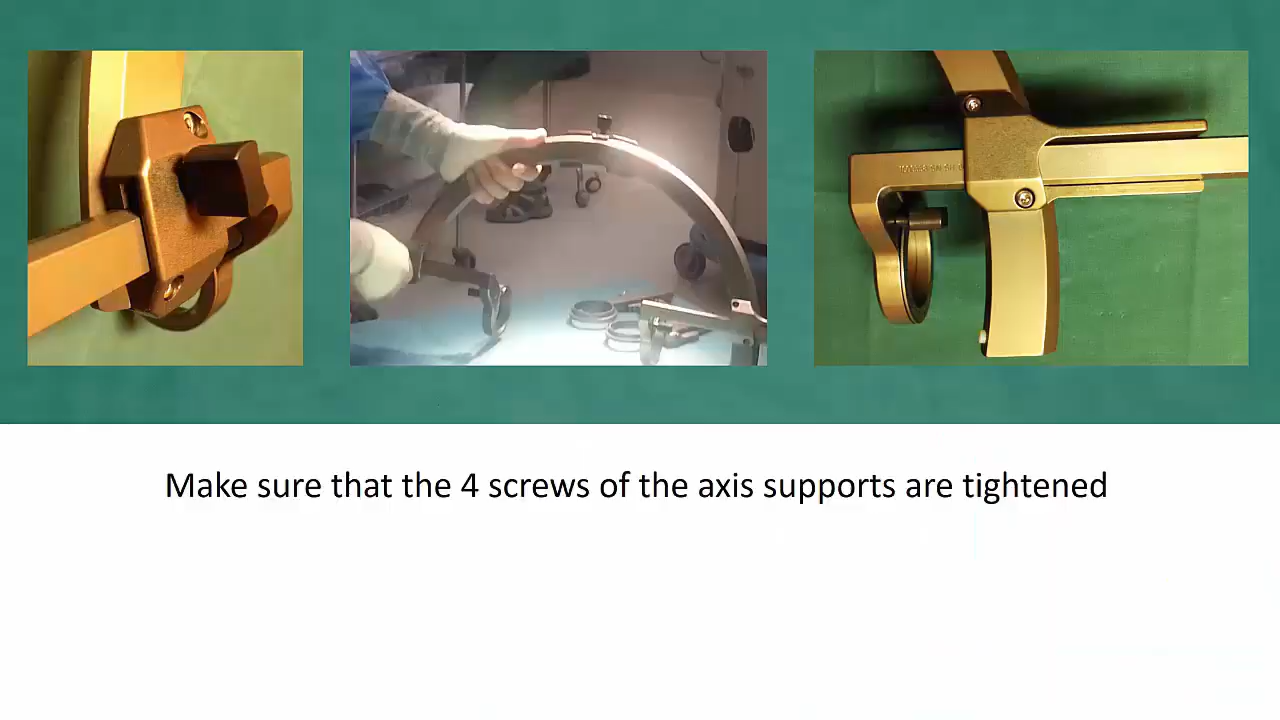 Make sure that the 4 screws of the axis supports are tightened